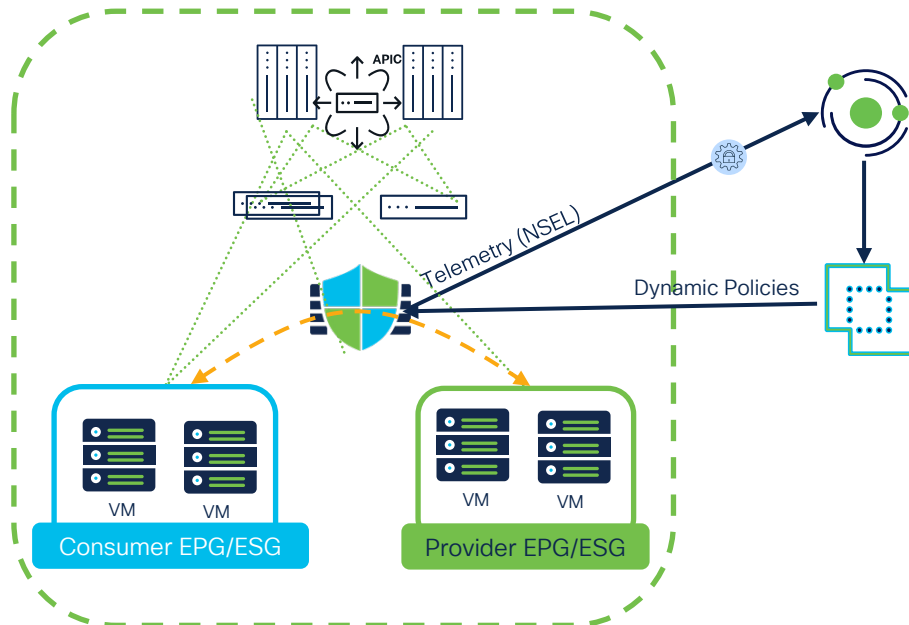 APIC
Telemetry (NSEL)
Dynamic Policies
VM
VM
VM
VM
Consumer EPG/ESG
Provider EPG/ESG